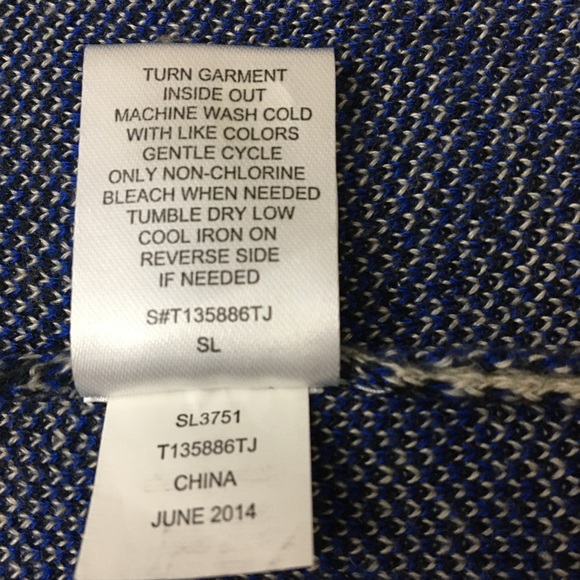 TURN GARMENT
INSIDE OUT
MACHINE WASH COLD
WITH LIKE COLORS
GENTLE CYCLE
ONLY NON-CHLORINE
BLEACH WHEN NEEDED
TUMBLE DRY LOW
COOL IRON ON
REVERSE SIDE
IF NEEDED
S#T135886TJ
SL
SL3751
T135886TJ
CHINA
JUNE 2014